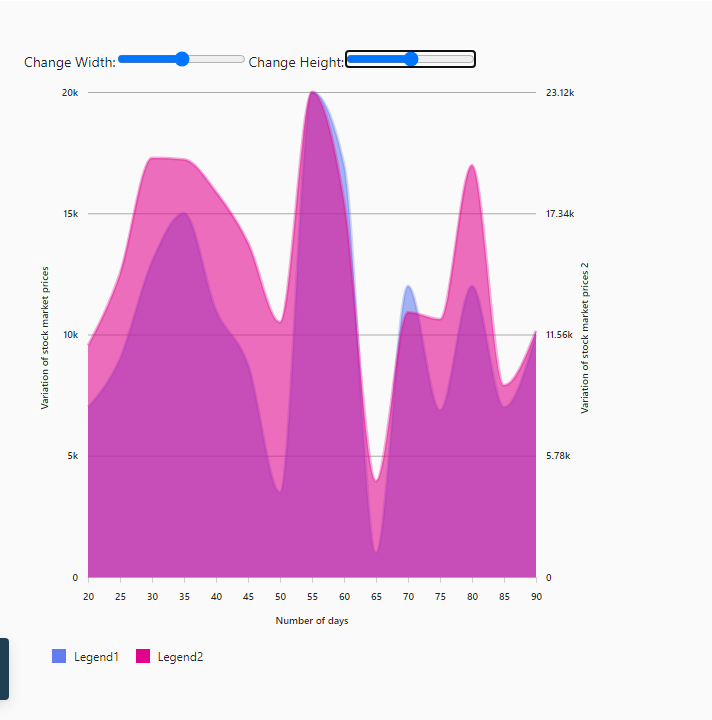 Change Width: Change Height:
20k
15k
10k
5k
0
Variation of stock market prices
23.12k
17.34k
11.56k
5.78k
0
Variation of stock market prices 2
20 25 30 35 40 45 50 55 60 65 70 75 80 85 90
Number of days
Legend1 Legend2